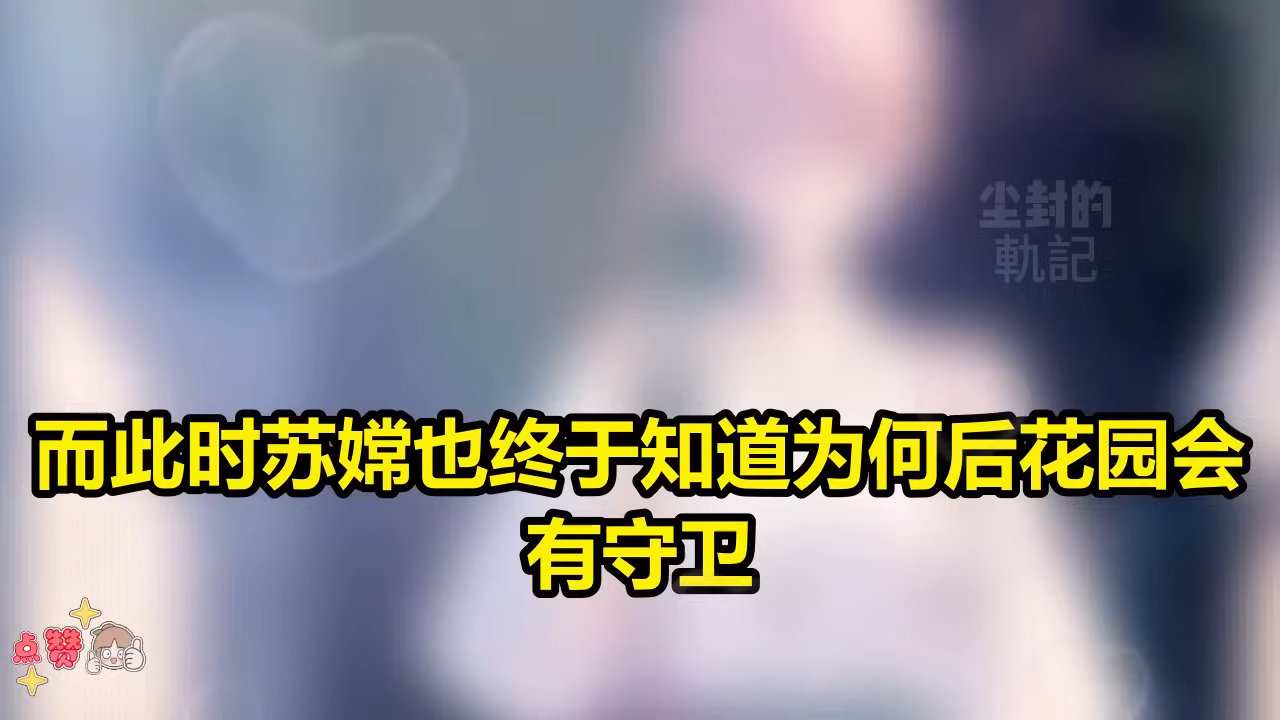 尘封的
軌記
而此时苏嫦也终于知道为何后花园会
有守卫
点赞